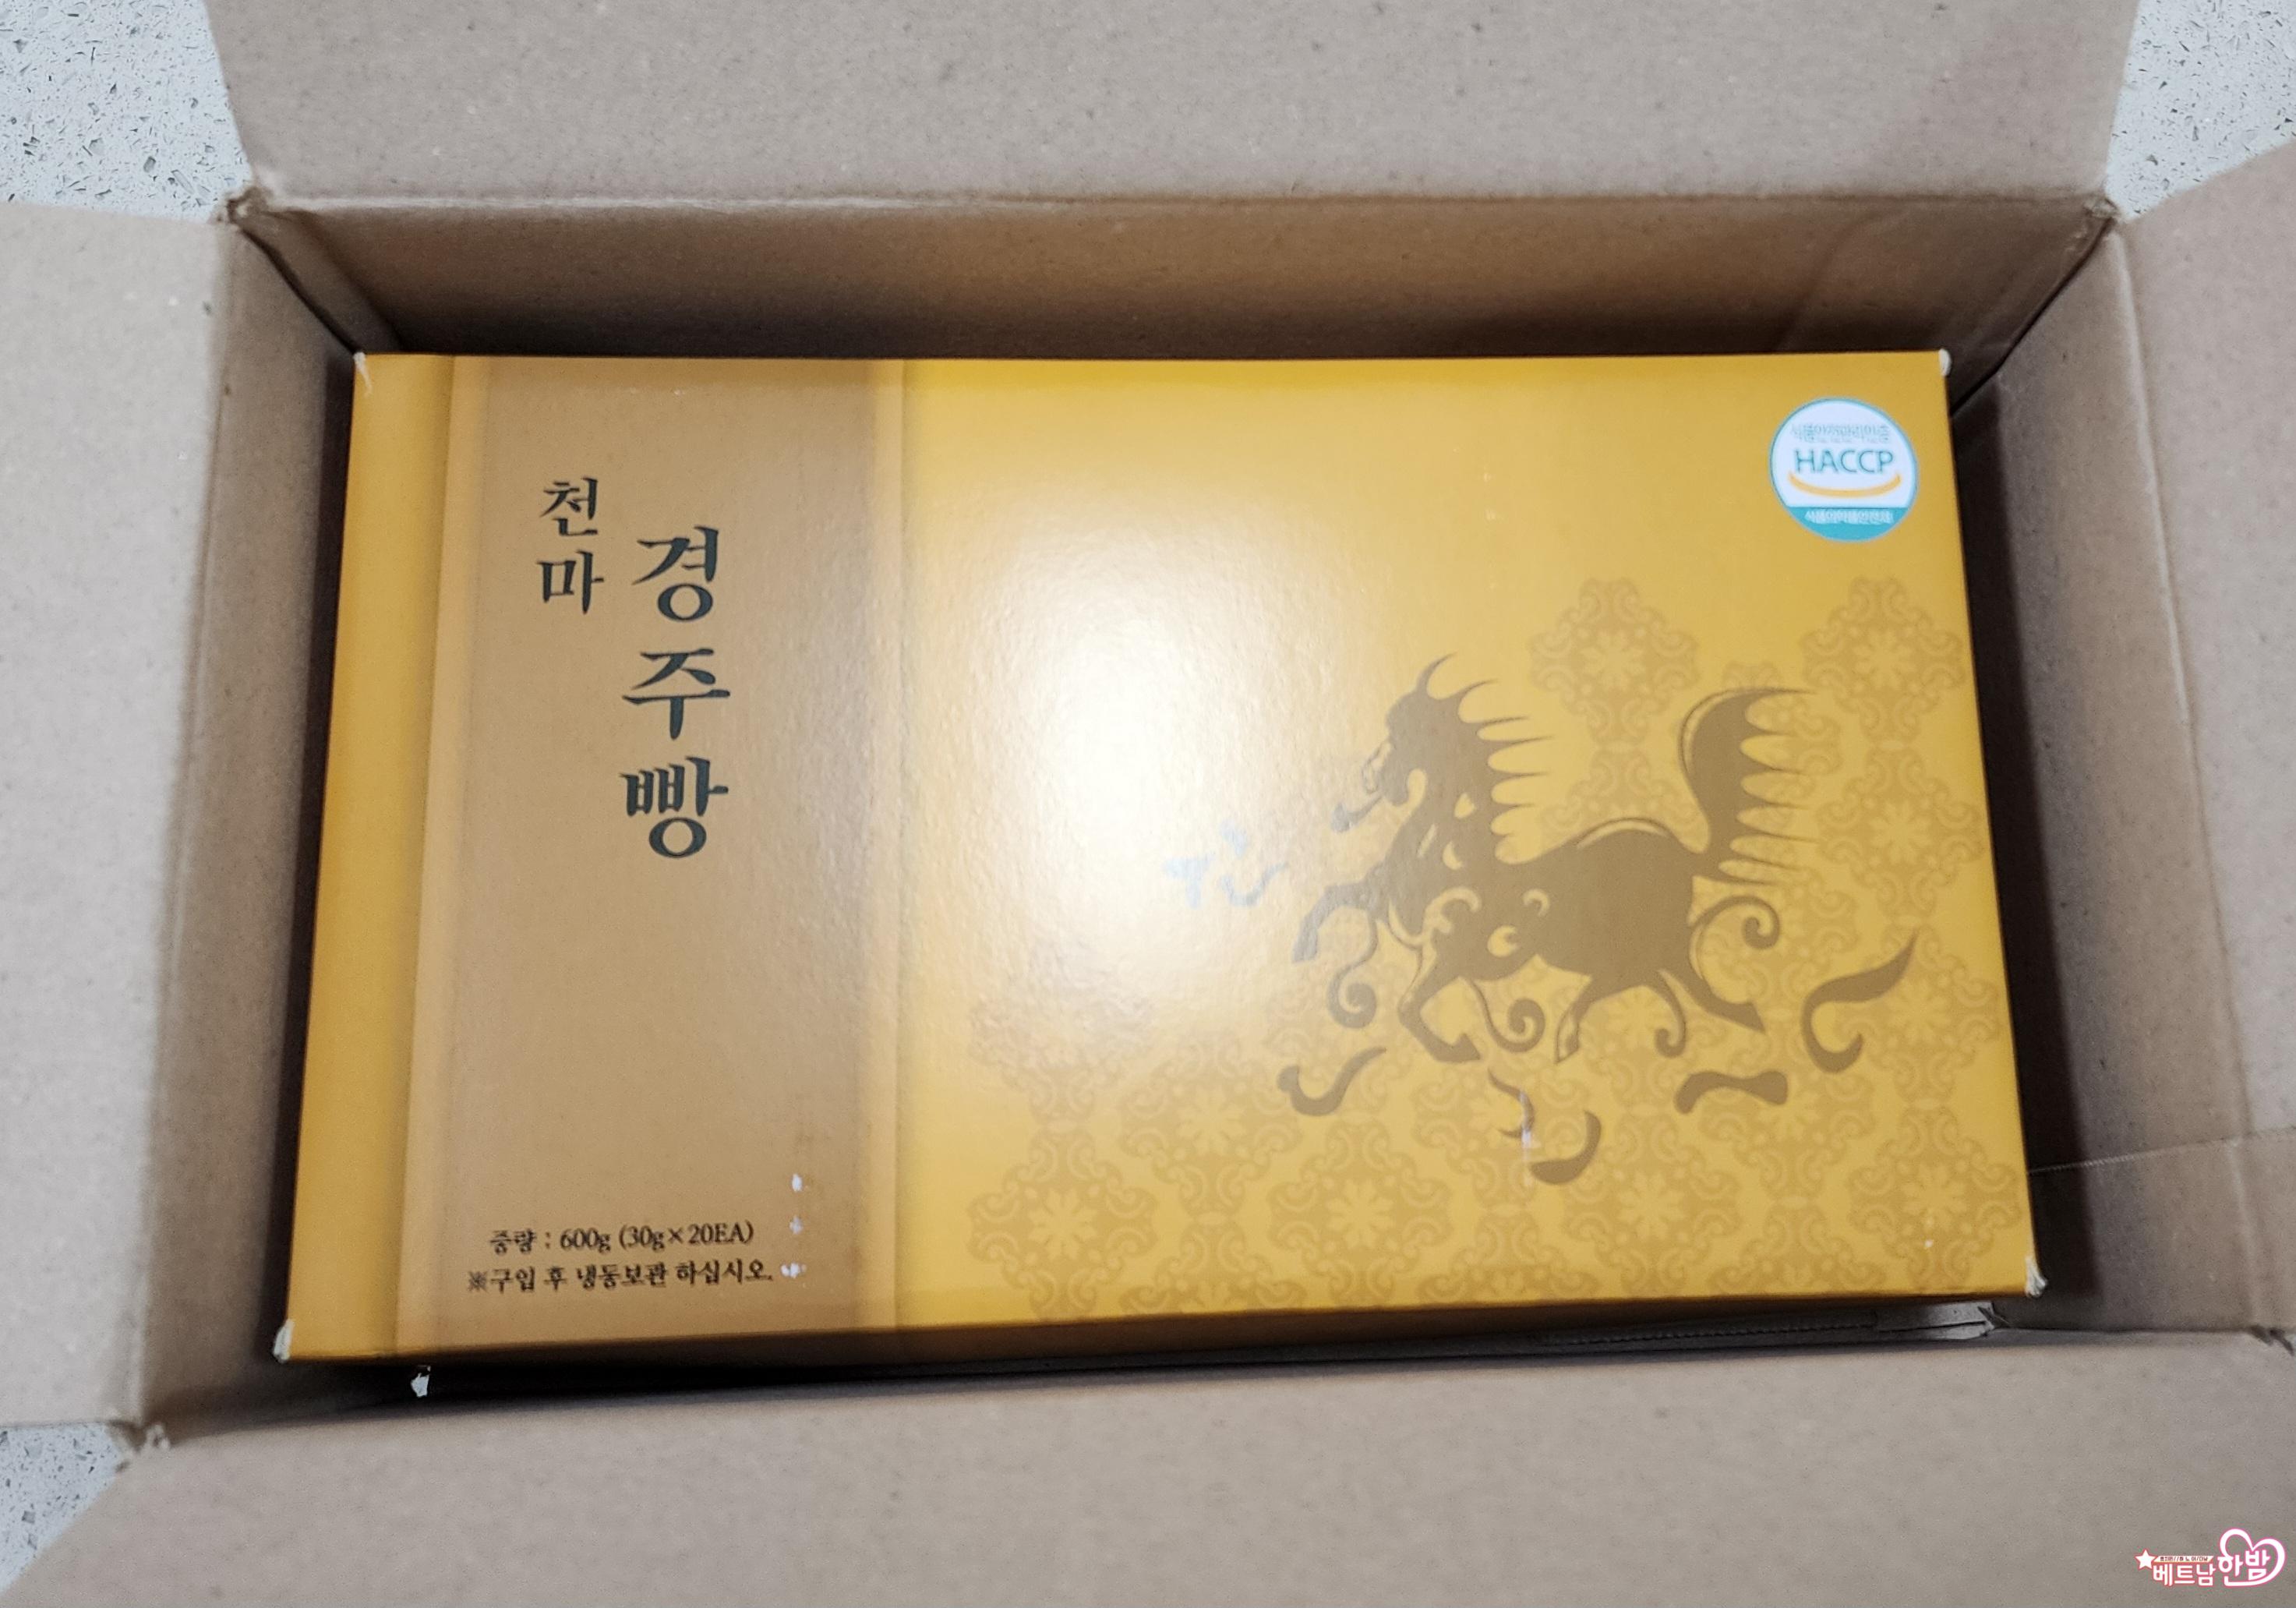 천마
경주빵
중량 : 600g (30g×20EA)
※구입 후 냉동보관 하십시오.
HACCP
베트남 한밤